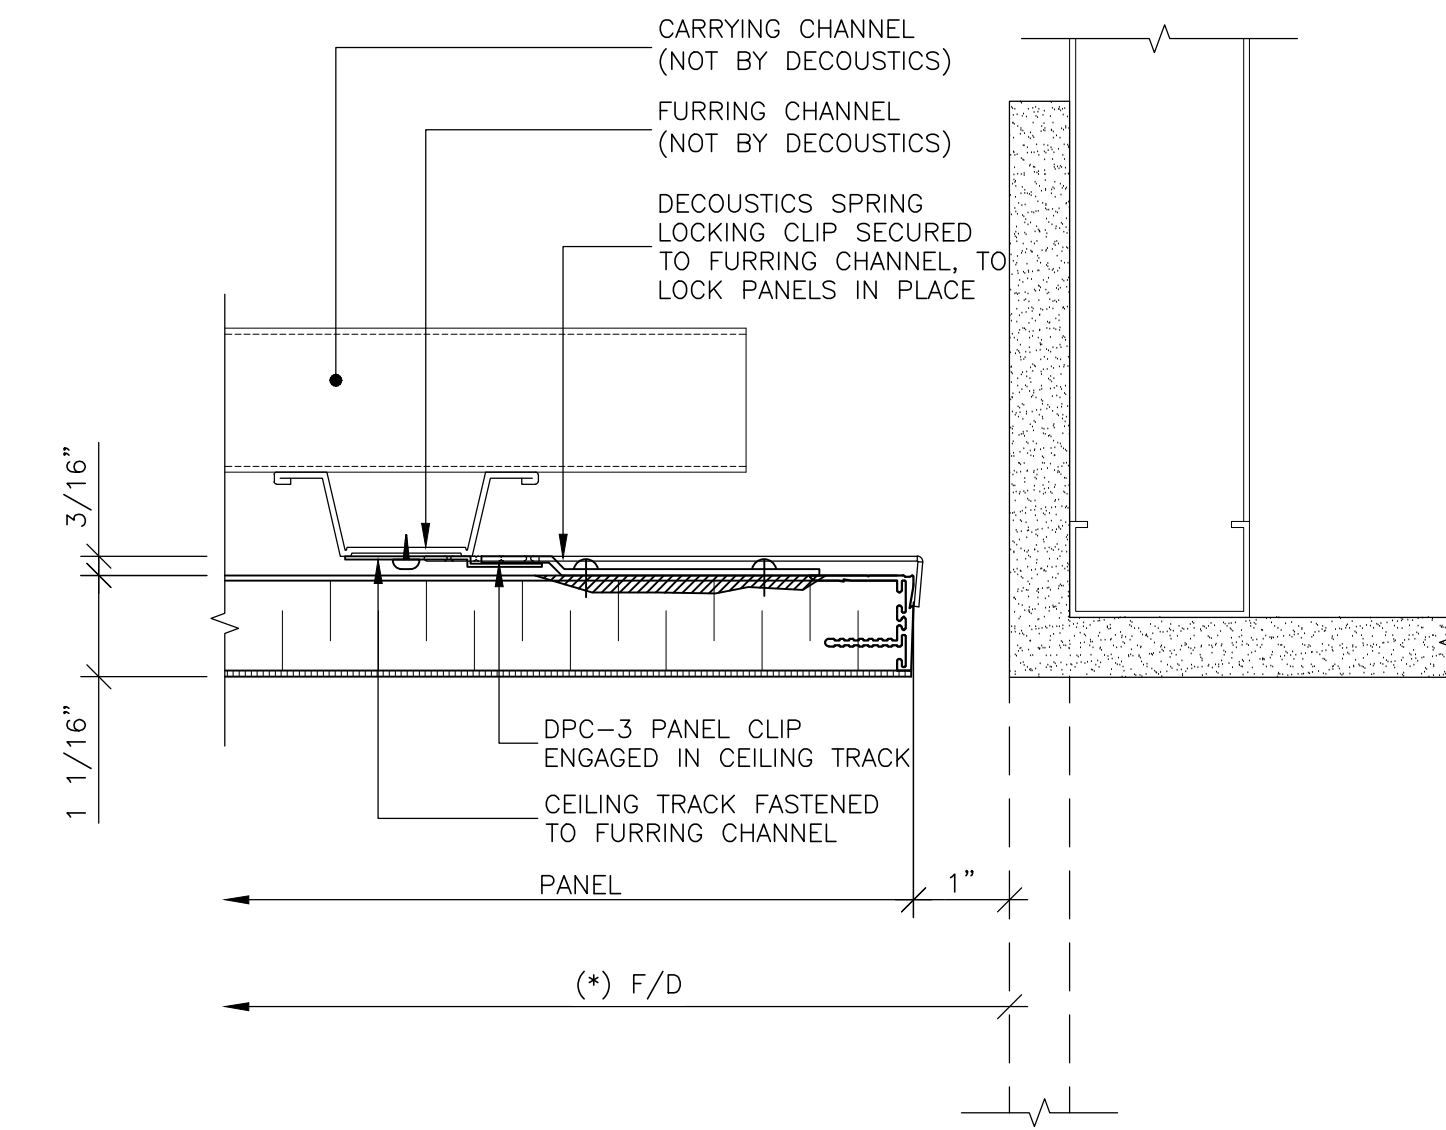 CARRYING CHANNEL
(NOT BY DECOUSTICS)
FURRING CHANNEL
(NOT BY DECOUSTICS)
DECOUSTICS SPRING
LOCKING CLIP SECURED
TO FURRING CHANNEL, TO
LOCK PANELS IN PLACE
3/16”
1 1/16”
DPC-3 PANEL CLIP
ENGAGED IN CEILING TRACK
CEILING TRACK FASTENED
TO FURRING CHANNEL
PANEL
1”
(*) F/D